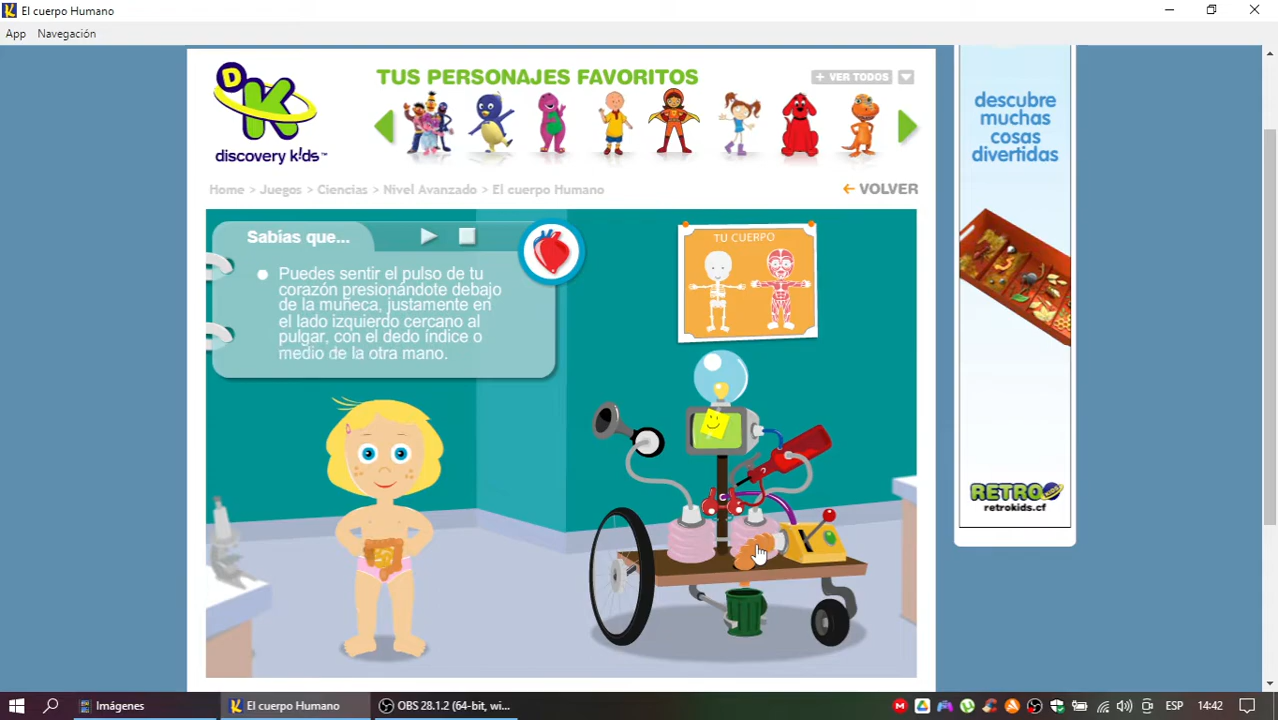 El cuerpo Humano
App Navegación
DK
discovery k!ds™
TUS PERSONAJES FAVORITOS
+ VER TODOS
Home > Juegos > Ciencias > Nivel Avanzado > El cuerpo Humano
← VOLVER
Sabías que...
Puedes sentir el pulso de tu
corazón presionándote debajo
de la muñeca, justamente en
el lado izquierdo cercano al
pulgar, con el dedo índice o
medio de la otra mano.
TU CUERPO
descubre
muchas
cosas
divertidas
RETRO
retrokids.cf
Imágenes
El cuerpo Humano
OBS 28.1.2 (64-bit, wi...
ESP
14:42